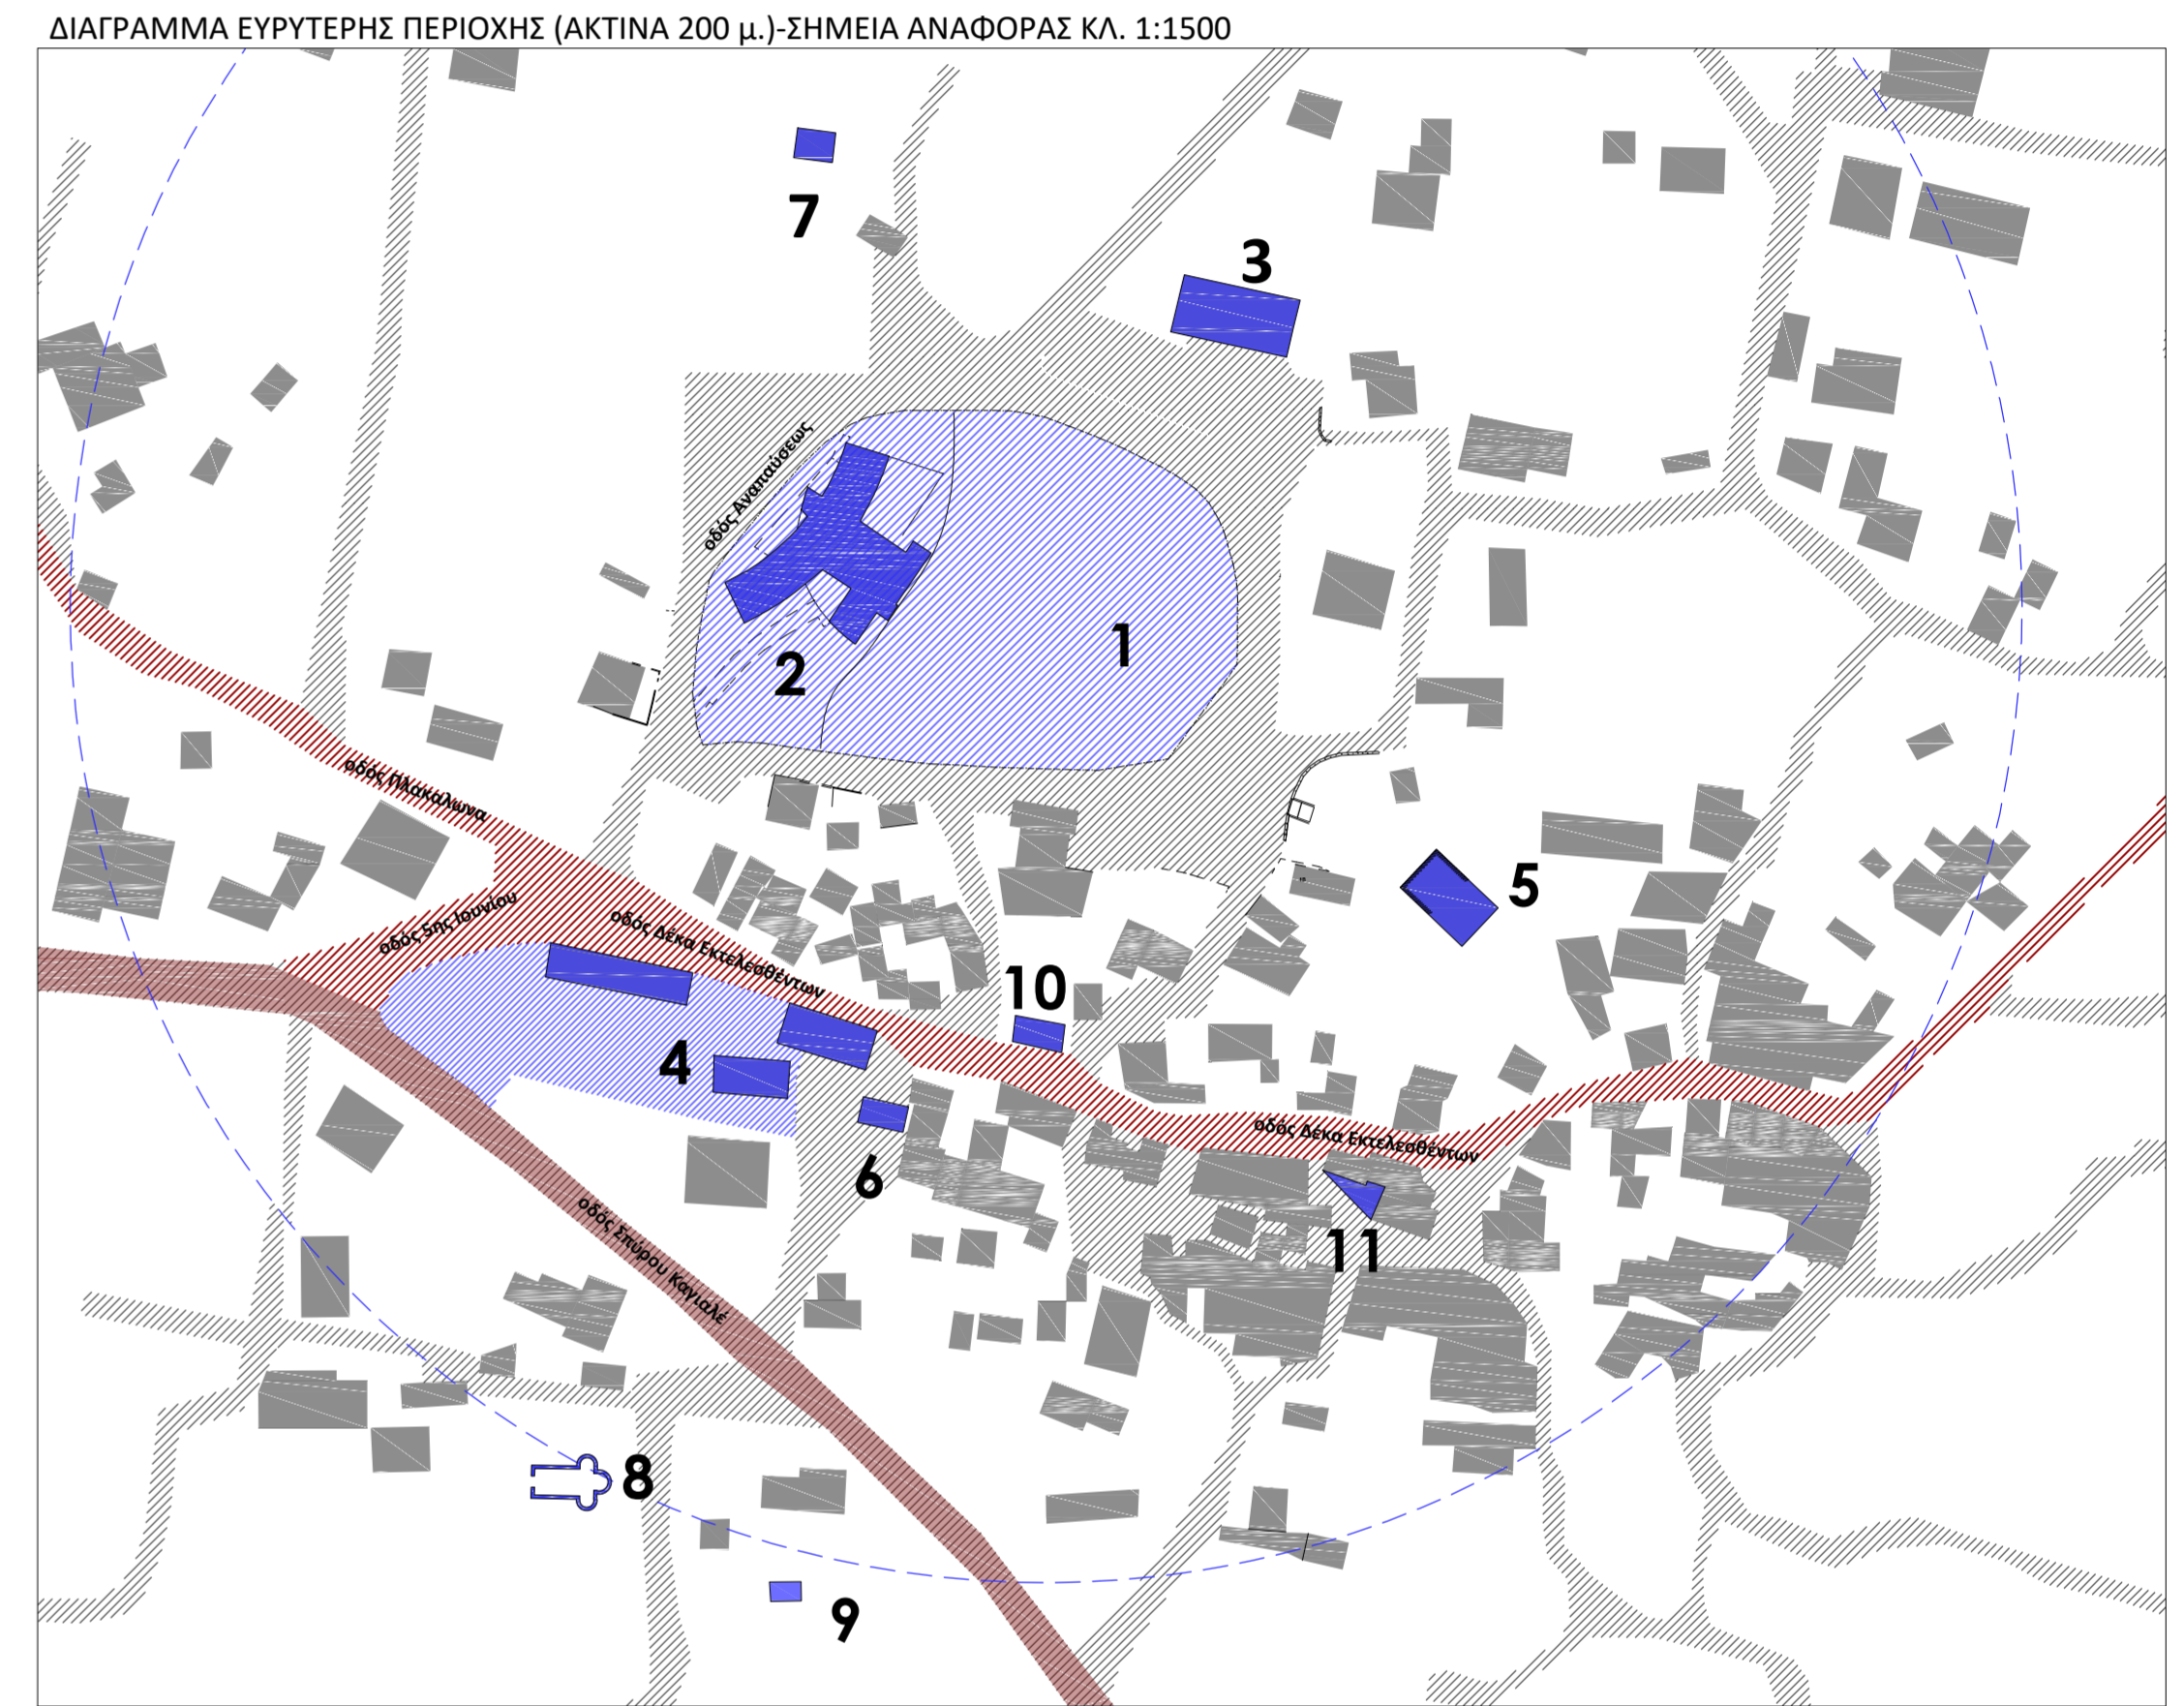 ΔΙΑΓΡΑΜΜΑ ΕΥΡΥΤΕΡΗΣ ΠΕΡΙΟΧΗΣ (ΑΚΤΙΝΑ 200 μ.)-ΣΗΜΕΙΑ ΑΝΑΦΟΡΑΣ ΚΛ. 1:1500
7
3
οδός Αναπαύσεως
1
2
οδός Πλακαλωνα
5
οδός 5ης Ιουνίου
οδός Δέκα Εκτελεσθέντων
10
4
οδός Δέκα Εκτελεσθέντων
6
οδός Σπύρου Καγιαλέ
11
8
9